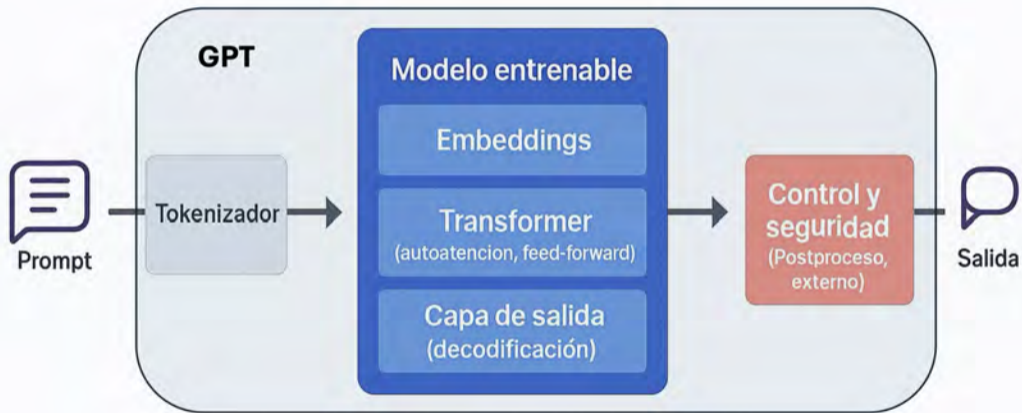 GPT
Prompt
Tokenizador
Modelo entrenable
Embeddings
Transformer
(autoatencion, feed-forward)
Capa de salida
(decodificación)
Control y
seguridad
(Postproceso,
externo)
Salida